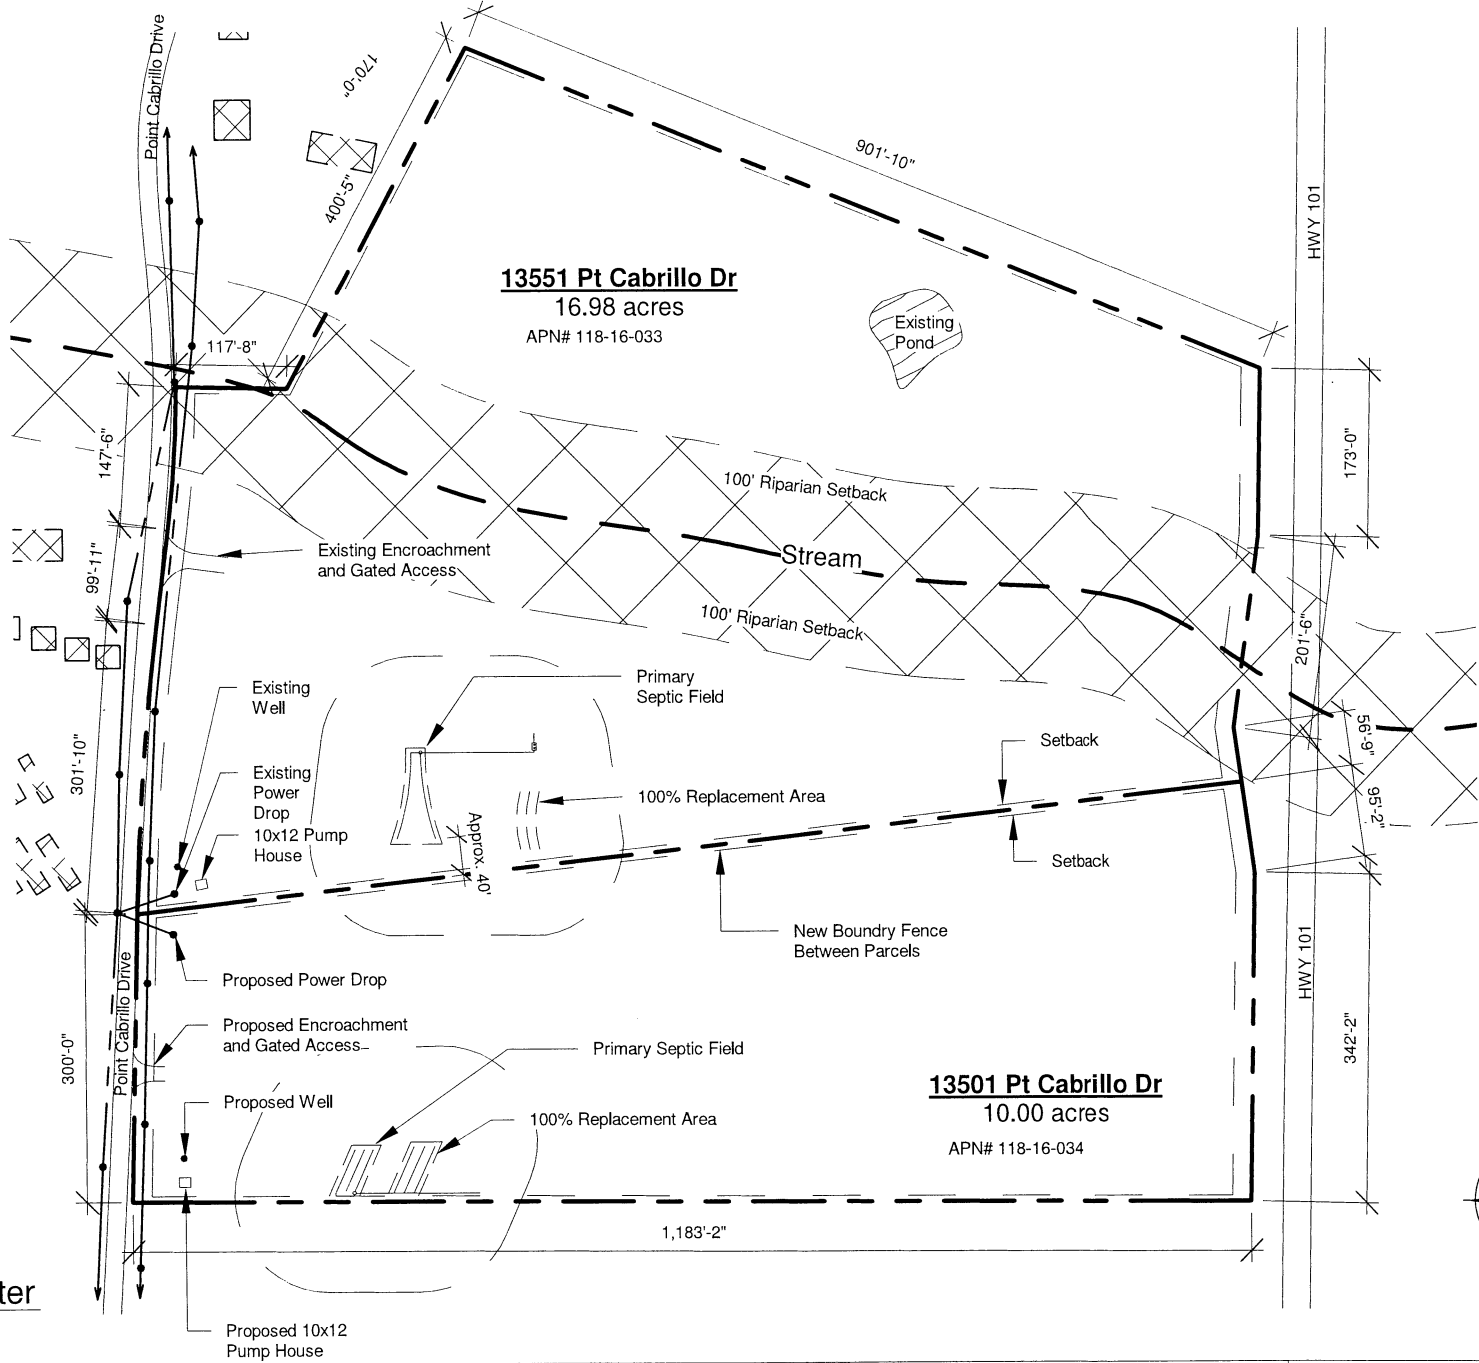 Point Cabrillo Drive
170'-0"
400'-5"
901'-10"
HWY 101
13551 Pt Cabrillo Dr
16.98 acres
APN# 118-16-033
Existing
Pond
117'-8"
147'-6"
173'-0"
100' Riparian Setback
Stream
100' Riparian Setback
Existing Encroachment
and Gated Access
99'-11"
201'-6"
Existing
Well
Primary
Septic Field
56'-9"
Setback
301'-10"
Existing
Power
Drop
100% Replacement Area
95'-2"
10x12 Pump
House
Approx. 40'
Setback
New Boundry Fence
Between Parcels
HWY 101
Proposed Power Drop
Point Cabrillo Drive
Proposed Encroachment
and Gated Access
300'-0"
342'-2"
Primary Septic Field
13501 Pt Cabrillo Dr
10.00 acres
APN# 118-16-034
Proposed Well
100% Replacement Area
1,183'-2"
ter
Proposed 10x12
Pump House